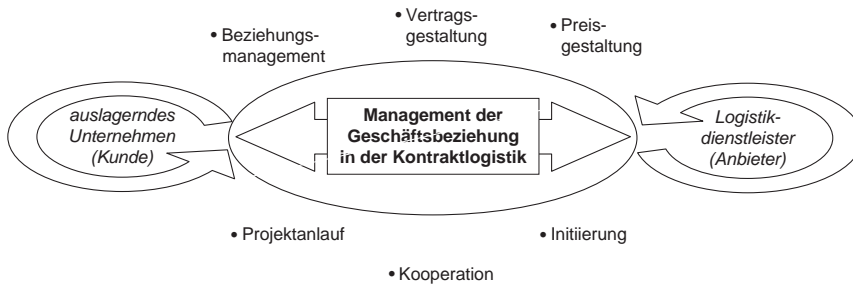 • Vertrags-
gestaltung
• Beziehungs-
management
• Preis-
gestaltung
auslagerndes
Unternehmen
(Kunde)
Management der
Geschäftsbeziehung
in der Kontraktlogistik
Logistik-
dienstleister
(Anbieter)
• Projektanlauf
• Initiierung
• Kooperation